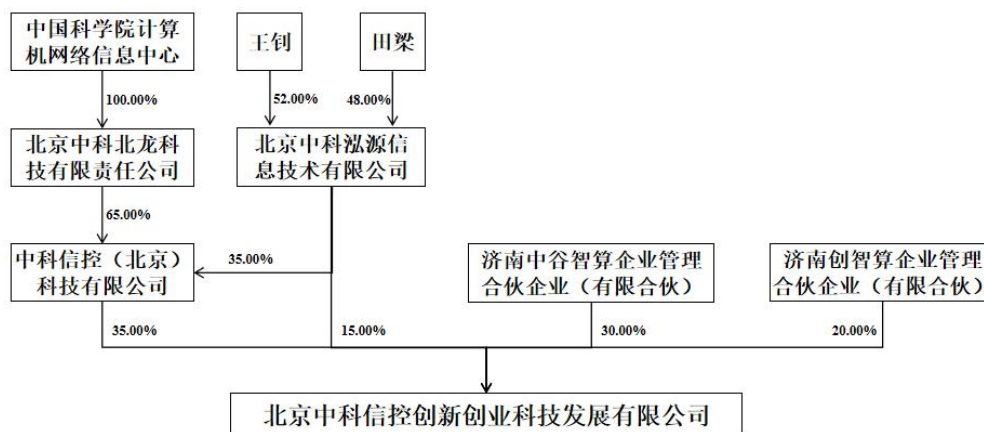 中国科学院计算
机网络信息中心
王钊
田梁
100.00%
52.00%
48.00%
北京中科北龙科
技有限责任公司
北京中科泓源信
息技术有限公司
65.00%
中科信控（北京）
科技有限公司
35.00%
济南中谷智算企业管理
合伙企业（有限合伙）
济南创智算企业管理
合伙企业（有限合伙）
35.00%
15.00%
30.00%
20.00%
北京中科信控创新创业科技发展有限公司